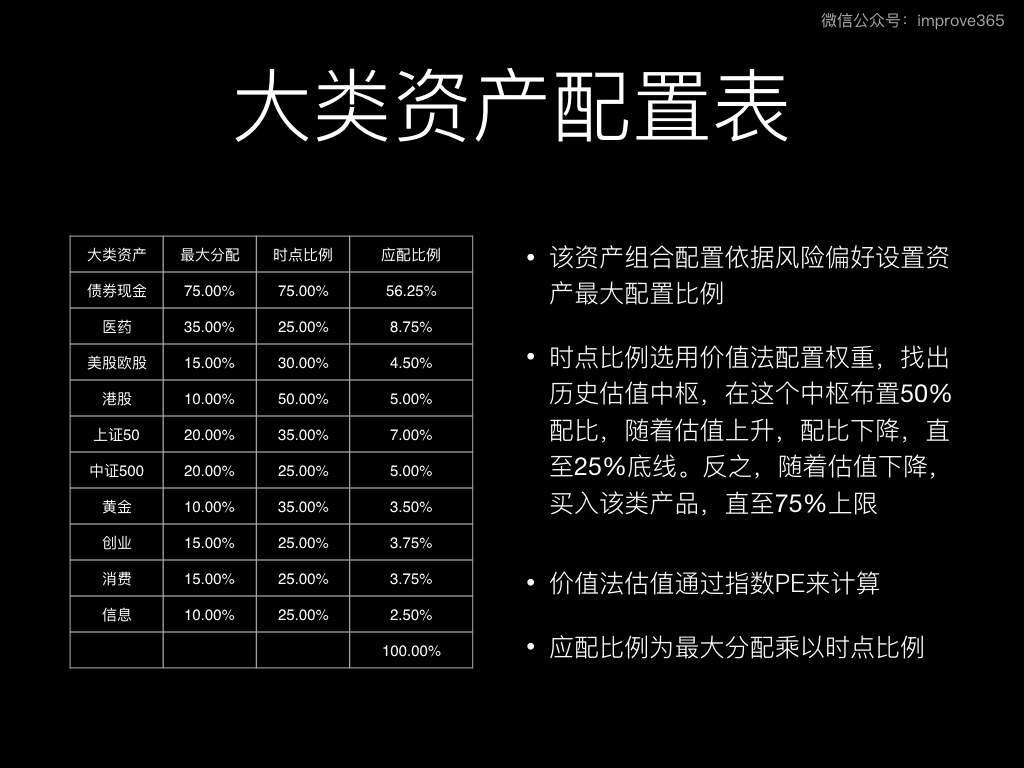 微信公众号：improve365
大类资产配置表
大类资产 最大分配 时点比例 应配比例
债券现金 75.00% 75.00% 56.25%
医药 35.00% 25.00% 8.75%
美股欧股 15.00% 30.00% 4.50%
港股 10.00% 50.00% 5.00%
上证50 20.00% 35.00% 7.00%
中证500 20.00% 25.00% 5.00%
黄金 10.00% 35.00% 3.50%
创业 15.00% 25.00% 3.75%
消费 15.00% 25.00% 3.75%
信息 10.00% 25.00% 2.50%
100.00%
• 该资产组合配置依据风险偏好设置资
产最大配置比例
• 时点比例选用价值法配置权重，找出
历史估值中枢，在这个中枢布置50%
配比，随着估值上升，配比下降，直
至25%底线。反之，随着估值下降，
买入该类产品，直至75%上限
• 价值法估值通过指数PE来计算
• 应配比例为最大分配乘以时点比例